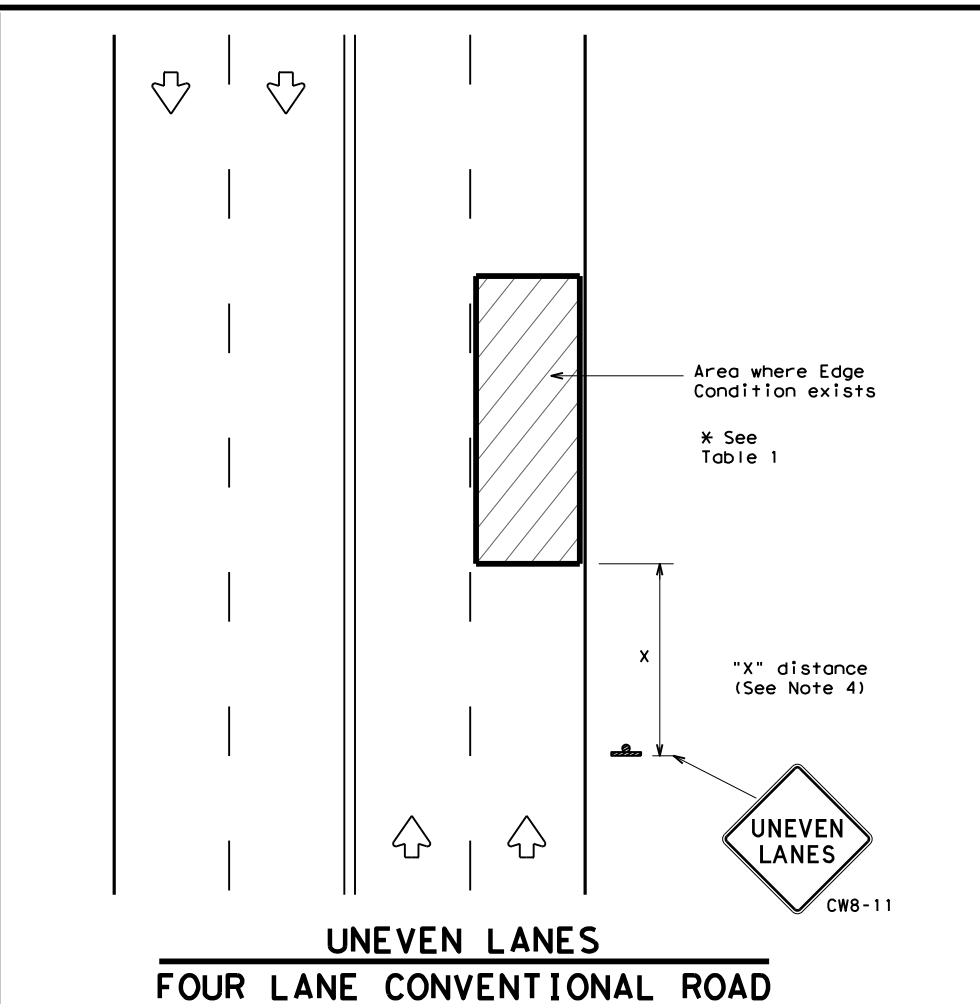 Area where Edge
Condition exists
* See
Table 1
X
"X" distance
(See Note 4)
UNEVEN
LANES
CW8-11
UNEVEN LANES
FOUR LANE CONVENTIONAL ROAD